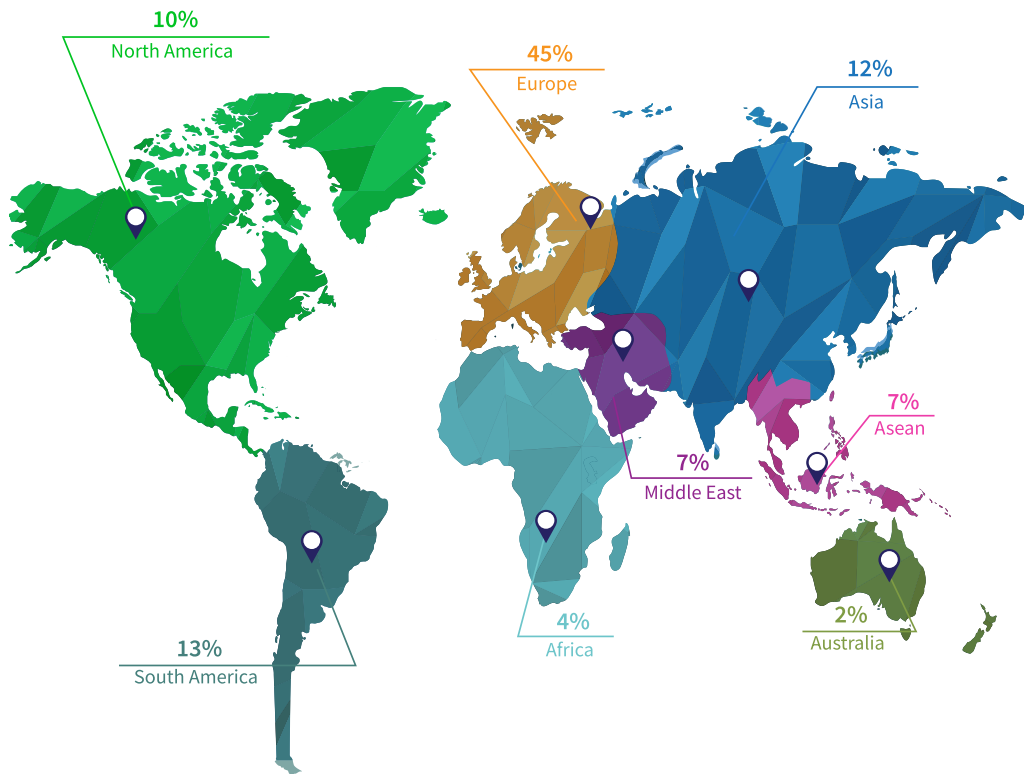 10%
North America
45%
Europe
12%
Asia
7%
Asean
7%
Middle East
4%
Africa
2%
Australia
13%
South America